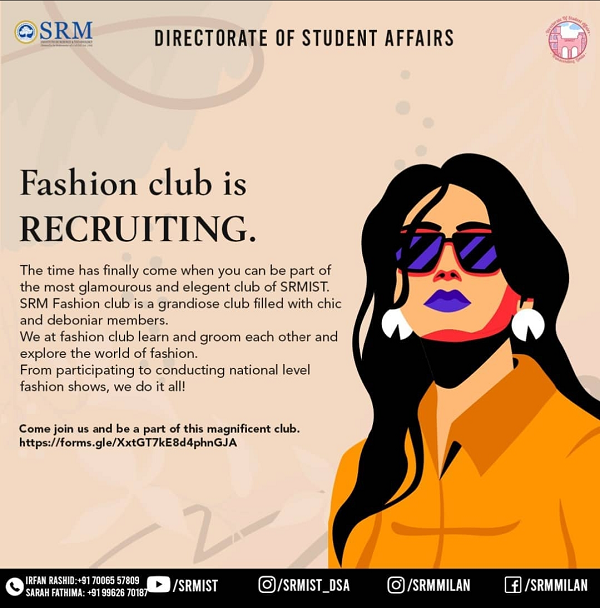 SRM
DIRECTORATE OF STUDENT AFFAIRS
Fashion club is
RECRUITING.
The time has finally come when you can be part of
the most glamourous and elegent club of SRMIST.
SRM Fashion club is a grandiose club filled with chic
and deboniar members.
We at fashion club learn and groom each other and
explore the world of fashion.
From participating to conducting national level
fashion shows, we do it all!
Come join us and be a part of this magnificent club.
https://forms.gle/XxtGT7kE8d4phnGJA
IRFAN RASHID:+91 70065 57809
SARAH FATHIMA: +91 99626 70187
/SRMIST
/SRMIST_DSA
/SRMMILAN
/SRMMILAN